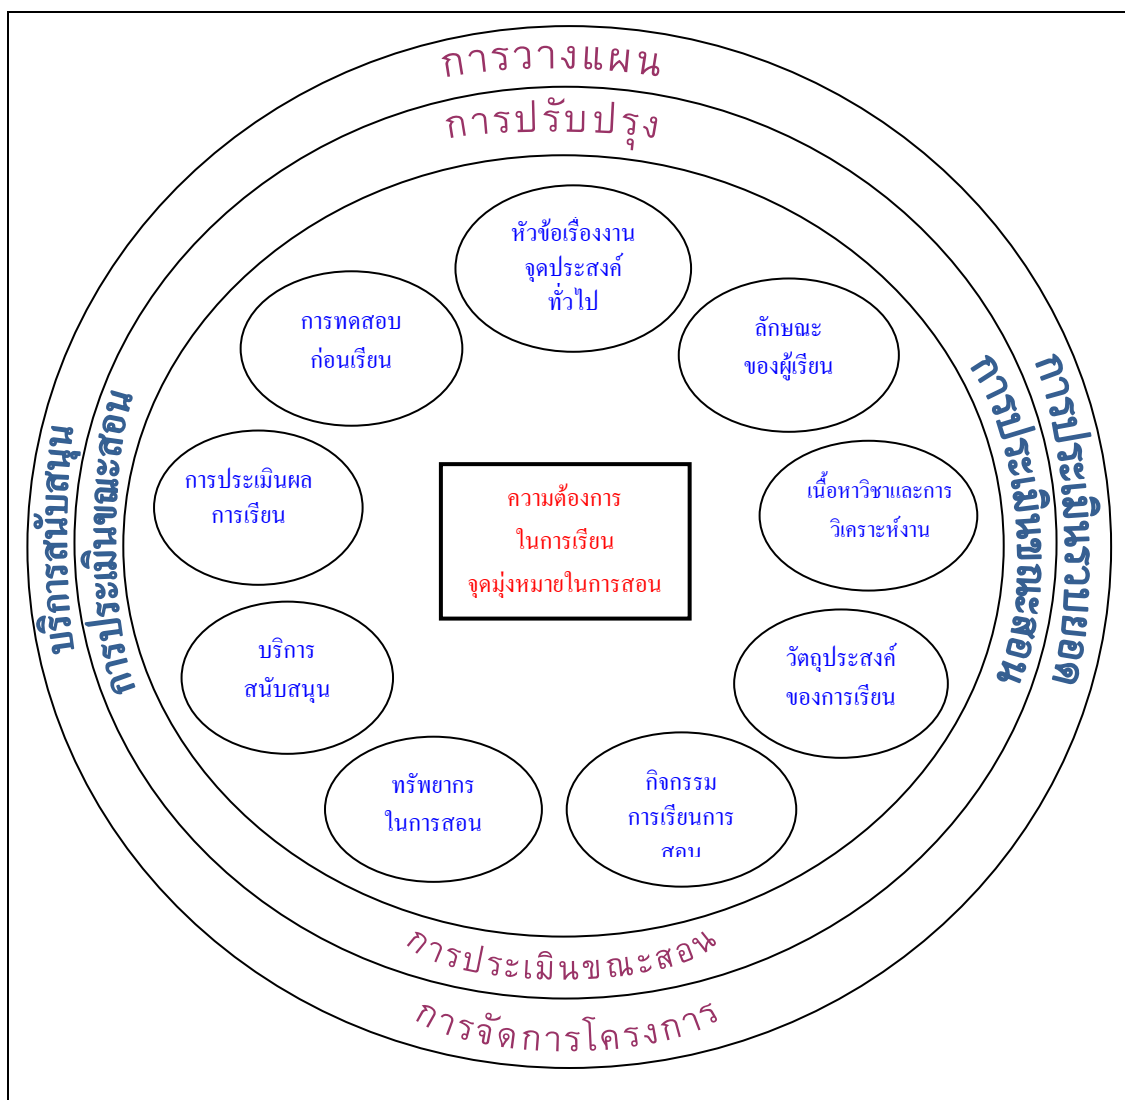 การวางแผน
การปรับปรุง
หัวข้อเรื่องงาน
จุดประสงค์
ทั่วไป
การทดสอบ
ก่อนเรียน
ลักษณะ
ของผู้เรียน
การประเมินผล
การเรียน
ความต้องการ
ในการเรียน
จุดมุ่งหมายในการสอน
เนื้อหาวิชาและการ
วิเคราะห์งาน
บริการสนับสนุน
การประเมินขณะสอน
การประเมินขณะสอน
การประเมินรวบยอด
บริการ
สนับสนุน
วัตถุประสงค์
ของการเรียน
ทรัพยากร
ในการสอน
กิจกรรม
การเรียนการ
สอน
การประเมินขณะสอน
การจัดการโครงการ